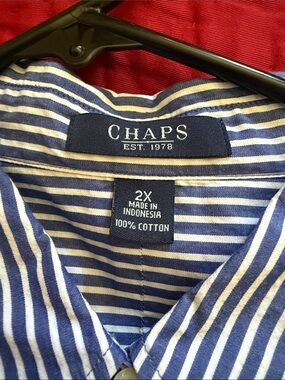 CHAPS
EST. 1978
2X
MADE IN
INDONESIA
100% COTTON